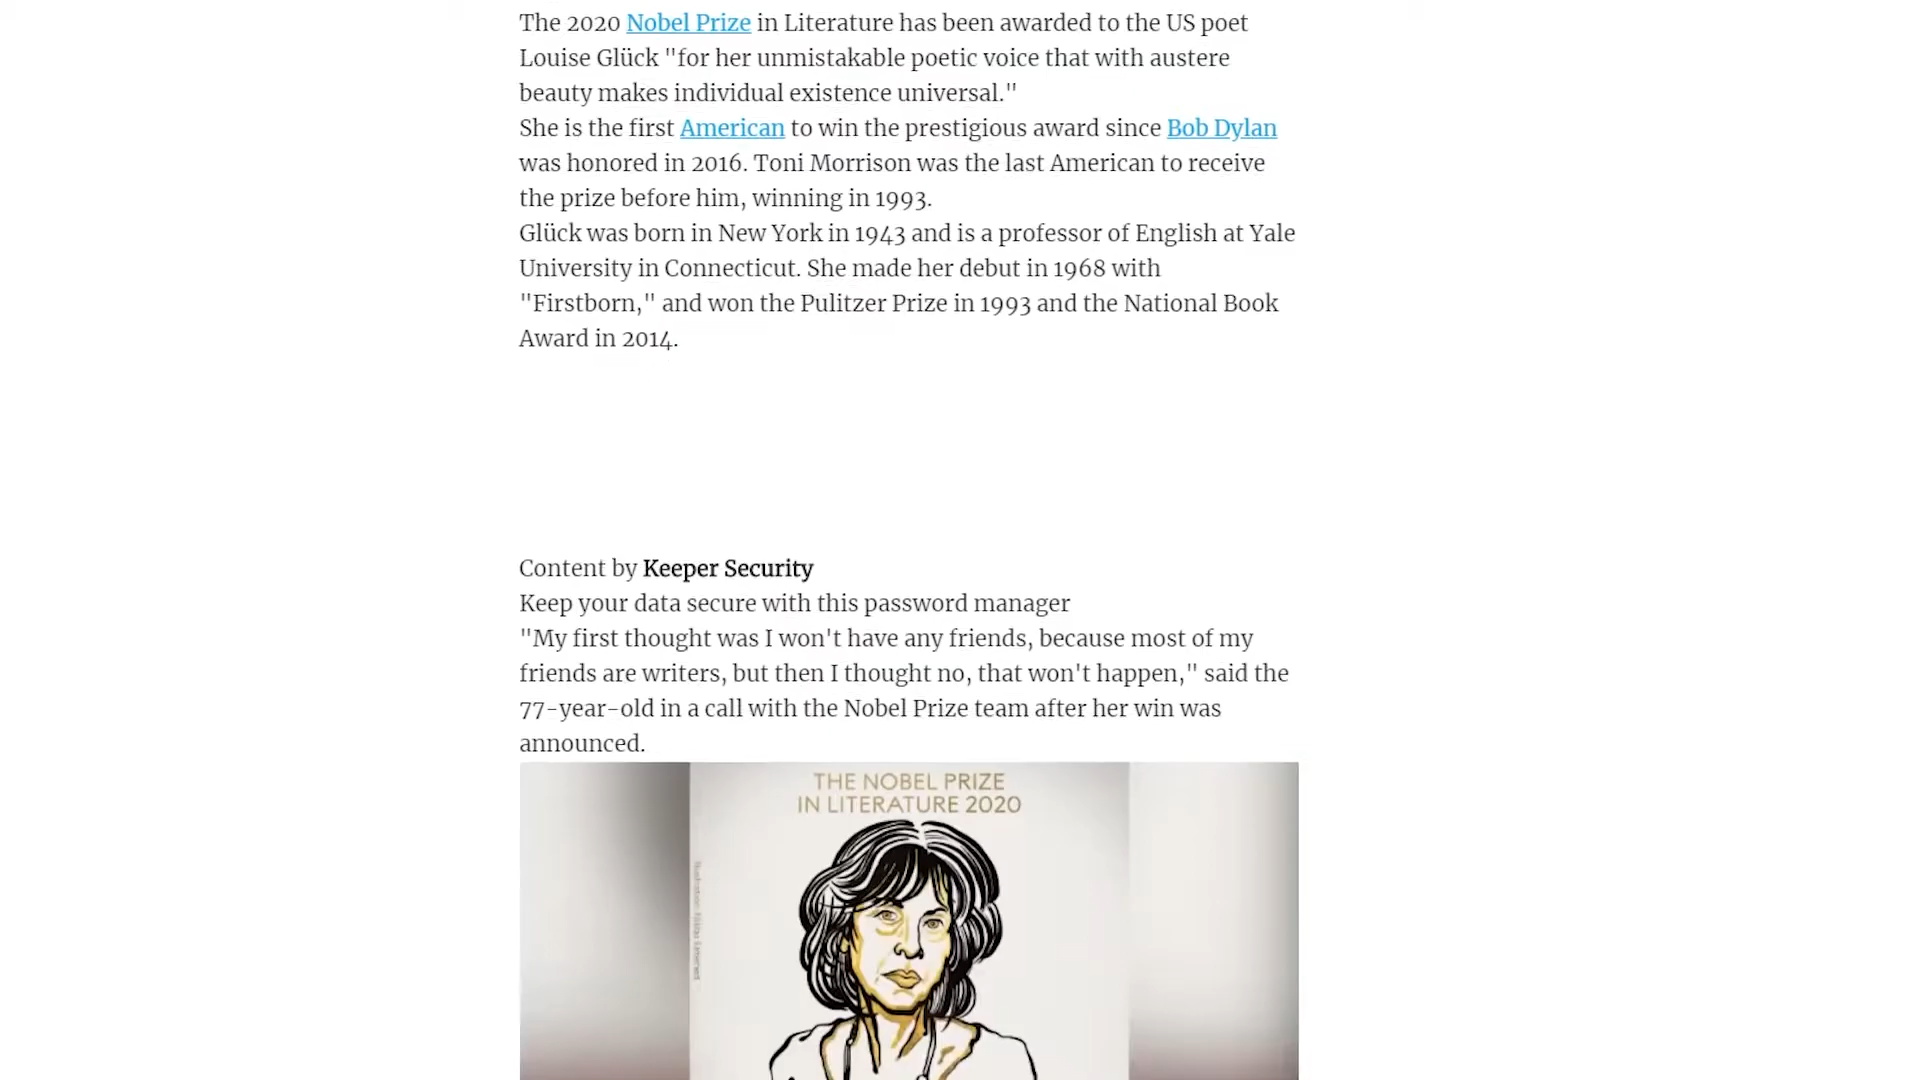 The 2020 Nobel Prize in Literature has been awarded to the US poet
Louise Glück "for her unmistakable poetic voice that with austere
beauty makes individual existence universal."
She is the first American to win the prestigious award since Bob Dylan
was honored in 2016. Toni Morrison was the last American to receive
the prize before him, winning in 1993.
Glück was born in New York in 1943 and is a professor of English at Yale
University in Connecticut. She made her debut in 1968 with
"Firstborn," and won the Pulitzer Prize in 1993 and the National Book
Award in 2014.
Content by Keeper Security
Keep your data secure with this password manager
"My first thought was I won't have any friends, because most of my
friends are writers, but then I thought no, that won't happen," said the
77-year-old in a call with the Nobel Prize team after her win was
announced.
THE NOBEL PRIZE
IN LITERATURE 2020